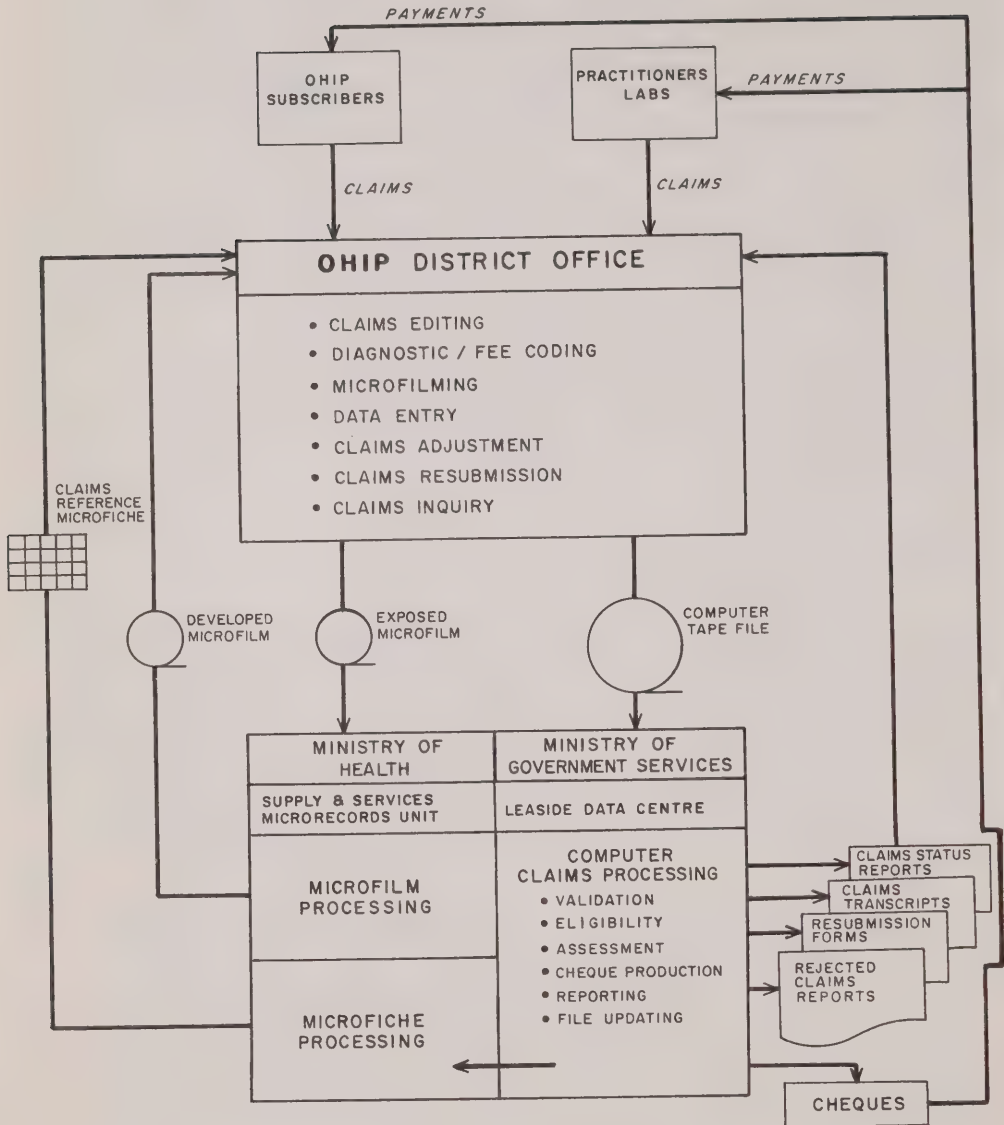 PAYMENTS
OHIP
SUBSCRIBERS
PRACTITIONERS
LABS
PAYMENTS
CLAIMS
CLAIMS
OHIP DISTRICT OFFICE
• CLAIMS EDITING
• DIAGNOSTIC / FEE CODING
• MICROFILMING
• DATA ENTRY
• CLAIMS ADJUSTMENT
• CLAIMS RESUBMISSION
• CLAIMS INQUIRY
CLAIMS
REFERENCE
MICROFICHE
DEVELOPED
MICROFILM
EXPOSED
MICROFILM
COMPUTER
TAPE FILE
MINISTRY OF
HEALTH
MINISTRY OF
GOVERNMENT SERVICES
SUPPLY & SERVICES
MICRORECORDS UNIT
LEASIDE DATA CENTRE
MICROFILM
PROCESSING
COMPUTER
CLAIMS PROCESSING
• VALIDATION
• ELIGIBILITY
• ASSESSMENT
• CHEQUE PRODUCTION
• REPORTING
• FILE UPDATING
MICROFICHE
PROCESSING
CLAIMS STATUS
REPORTS
CLAIMS
TRANSCRIPTS
RESUBMISSION
FORMS
REJECTED
CLAIMS
REPORTS
CHEQUES